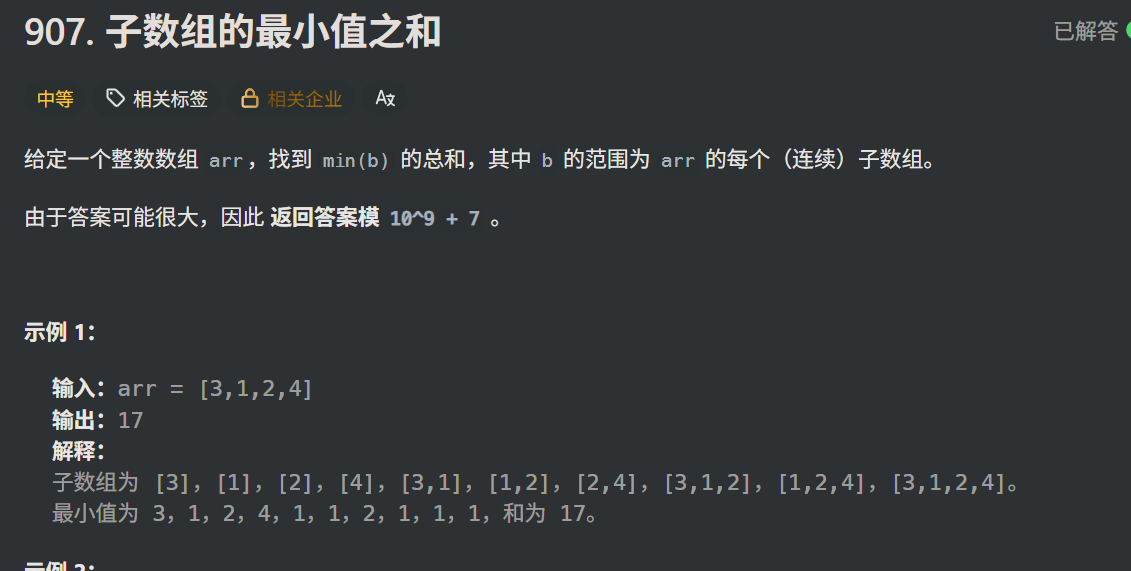 907. 子数组的最小值之和
已解答
中等 相关标签 相关企业
给定一个整数数组 arr，找到 min(b) 的总和，其中 b 的范围为 arr 的每个（连续）子数组。
由于答案可能很大，因此 返回答案模 10^9 + 7 。
示例 1：
输入：arr = [3,1,2,4]
输出：17
解释：
子数组为 [3]，[1]，[2]，[4]，[3,1]，[1,2]，[2,4]，[3,1,2]，[1,2,4]，[3,1,2,4]。
最小值为 3，1，2，4，1，1，2，1，1，1，和为 17。
示例 2：